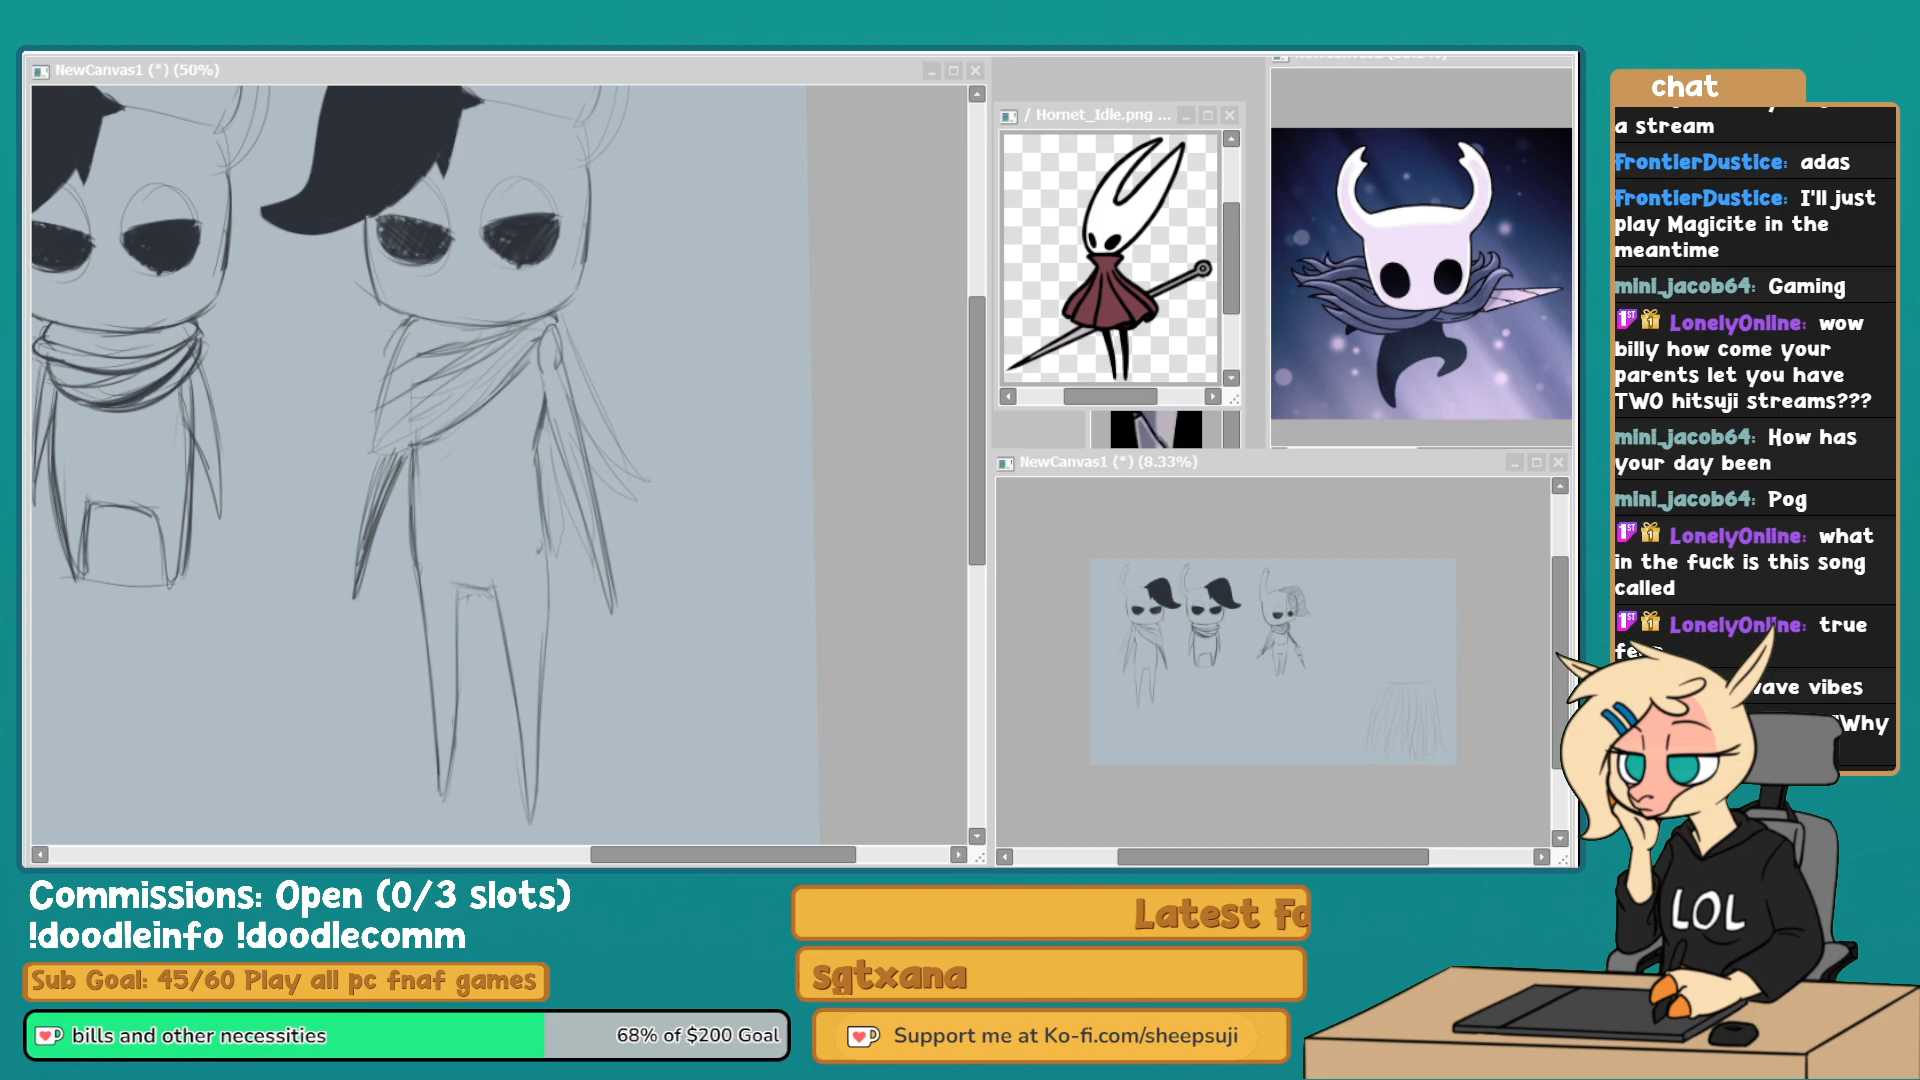 NewCanvas1 (*) (50%)
/ Hornet_Idle.png ...
NewCanvas1 (*) (8.33%)
chat
a stream
FrontierDustice: adas
FrontierDustice: I'll just
play Magicite in the
meantime
mini_jacob64: Gaming
LonelyOnline: wow
billy how come your
parents let you have
TWO hitsuji streams???
mini_jacob64: How has
your day been
mini_jacob64: Pog
LonelyOnline: what
in the fuck is this song
called
LonelyOnline: true
vibes
LOL
Commissions: Open (0/3 slots)
!doodleinfo !doodlecomm
Sub Goal: 45/60 Play all pc fnaf games
bills and other necessities 68% of $200 Goal
Latest Fo
sgtxana
Support me at Ko-fi.com/sheepsuji